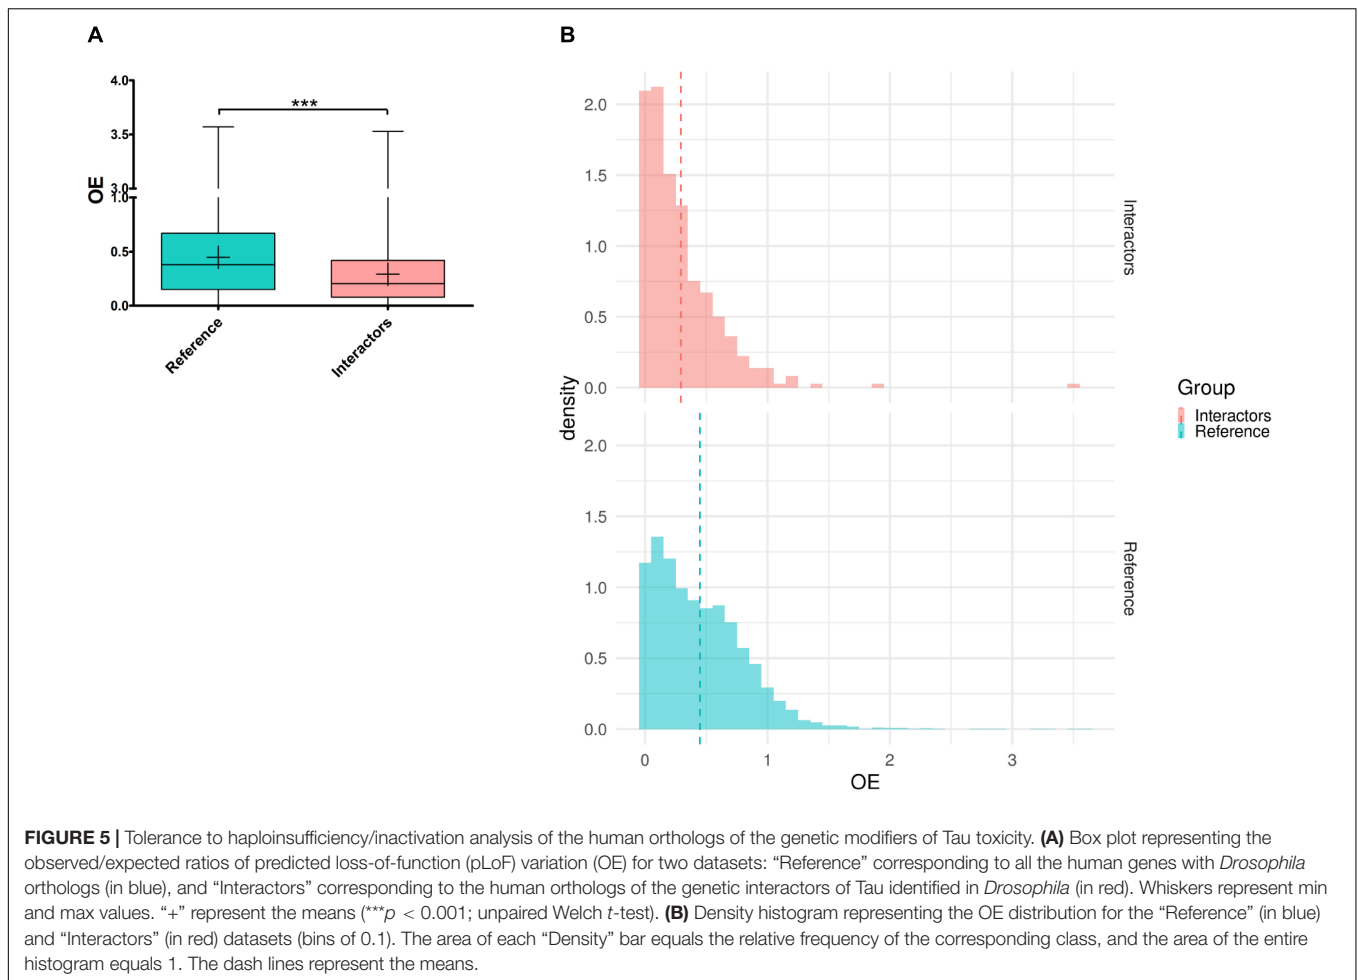 A
B
4.0
3.5
3.0
1.0
0.5
0.0
OE
***
Reference
Interactors
2.0
1.5
1.0
0.5
0.0
Interactors
density
2.0
1.5
1.0
0.5
0.0
Reference
0 1 2 3
OE
Group
Interactors
Reference
FIGURE 5 | Tolerance to haploinsufficiency/inactivation analysis of the human orthologs of the genetic modifiers of Tau toxicity. (A) Box plot representing the
observed/expected ratios of predicted loss-of-function (pLoF) variation (OE) for two datasets: “Reference” corresponding to all the human genes with Drosophila
orthologs (in blue), and “Interactors” corresponding to the human orthologs of the genetic interactors of Tau identified in Drosophila (in red). Whiskers represent min
and max values. “+” represent the means (***p < 0.001; unpaired Welch t-test). (B) Density histogram representing the OE distribution for the “Reference” (in blue)
and “Interactors” (in red) datasets (bins of 0.1). The area of each “Density” bar equals the relative frequency of the corresponding class, and the area of the entire
histogram equals 1. The dash lines represent the means.